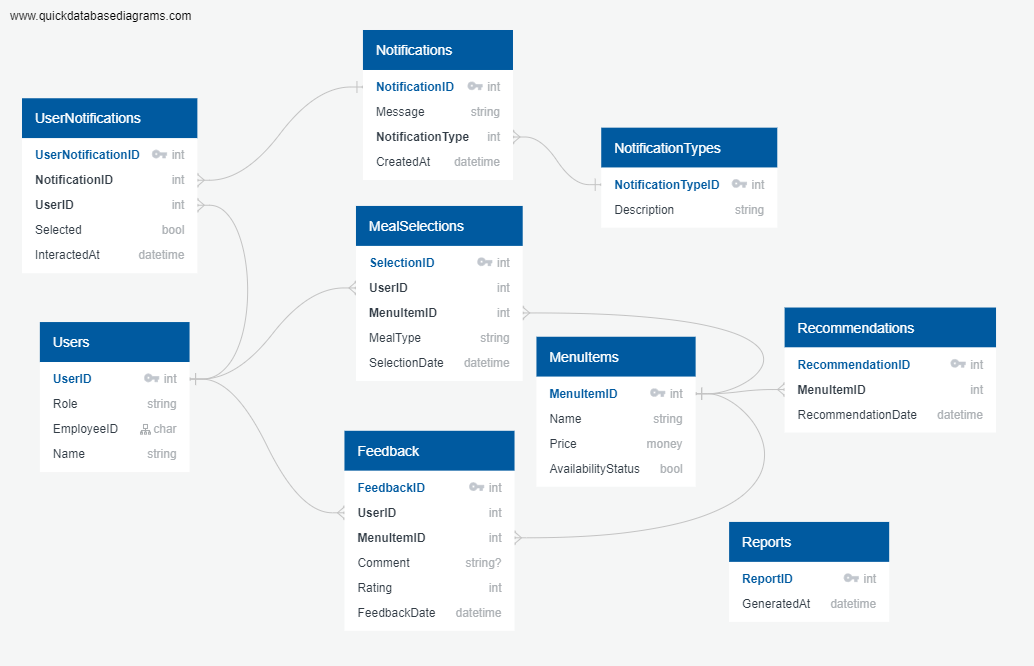 www.quickdatabasediagrams.com
Notifications
NotificationID int
Message string
NotificationType int
CreatedAt datetime
UserNotifications
UserNotificationID int
NotificationID int
UserID int
Selected bool
InteractedAt datetime
NotificationTypes
NotificationTypeID int
Description string
MealSelections
SelectionID int
UserID int
MenuItemID int
MealType string
SelectionDate datetime
Users
UserID int
Role string
EmployeeID char
Name string
MenuItems
MenuItemID int
Name string
Price money
AvailabilityStatus bool
Recommendations
RecommendationID int
MenuItemID int
RecommendationDate datetime
Feedback
FeedbackID int
UserID int
MenuItemID int
Comment string?
Rating int
FeedbackDate datetime
Reports
ReportID int
GeneratedAt datetime